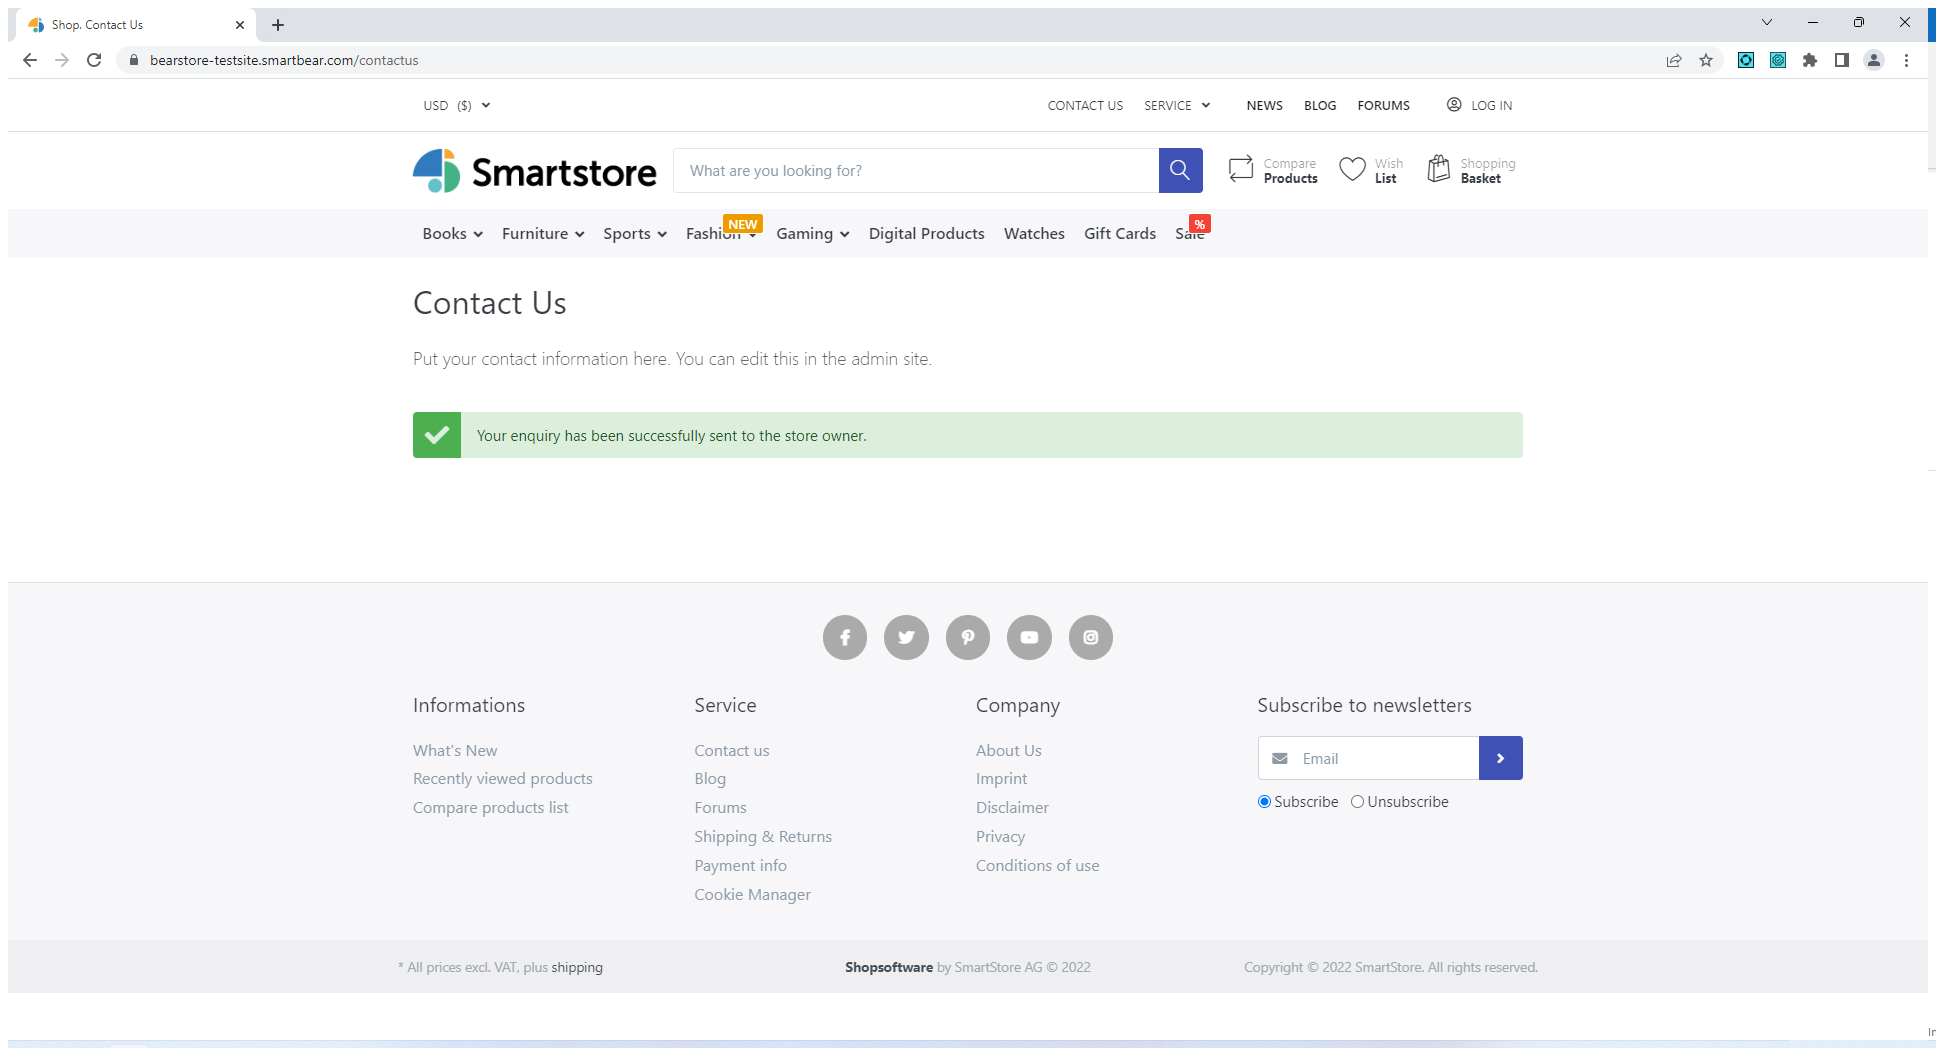 Shop. Contact Us
bearstore-testsite.smartbear.com/contactus
USD ($)
CONTACT US SERVICE NEWS BLOG FORUMS LOG IN
Smartstore
What are you looking for?
Compare Products
Wish List
Shopping Basket
NEW
%
Books Furniture Sports Fashion Gaming Digital Products Watches Gift Cards Sale
Contact Us
Put your contact information here. You can edit this in the admin site.
Your enquiry has been successfully sent to the store owner.
Informations
What's New
Recently viewed products
Compare products list
Service
Contact us
Blog
Forums
Shipping & Returns
Payment info
Cookie Manager
Company
About Us
Imprint
Disclaimer
Privacy
Conditions of use
Subscribe to newsletters
Email
Subscribe Unsubscribe
* All prices excl. VAT, plus shipping
Shopsoftware by SmartStore AG © 2022
Copyright © 2022 SmartStore. All rights reserved.